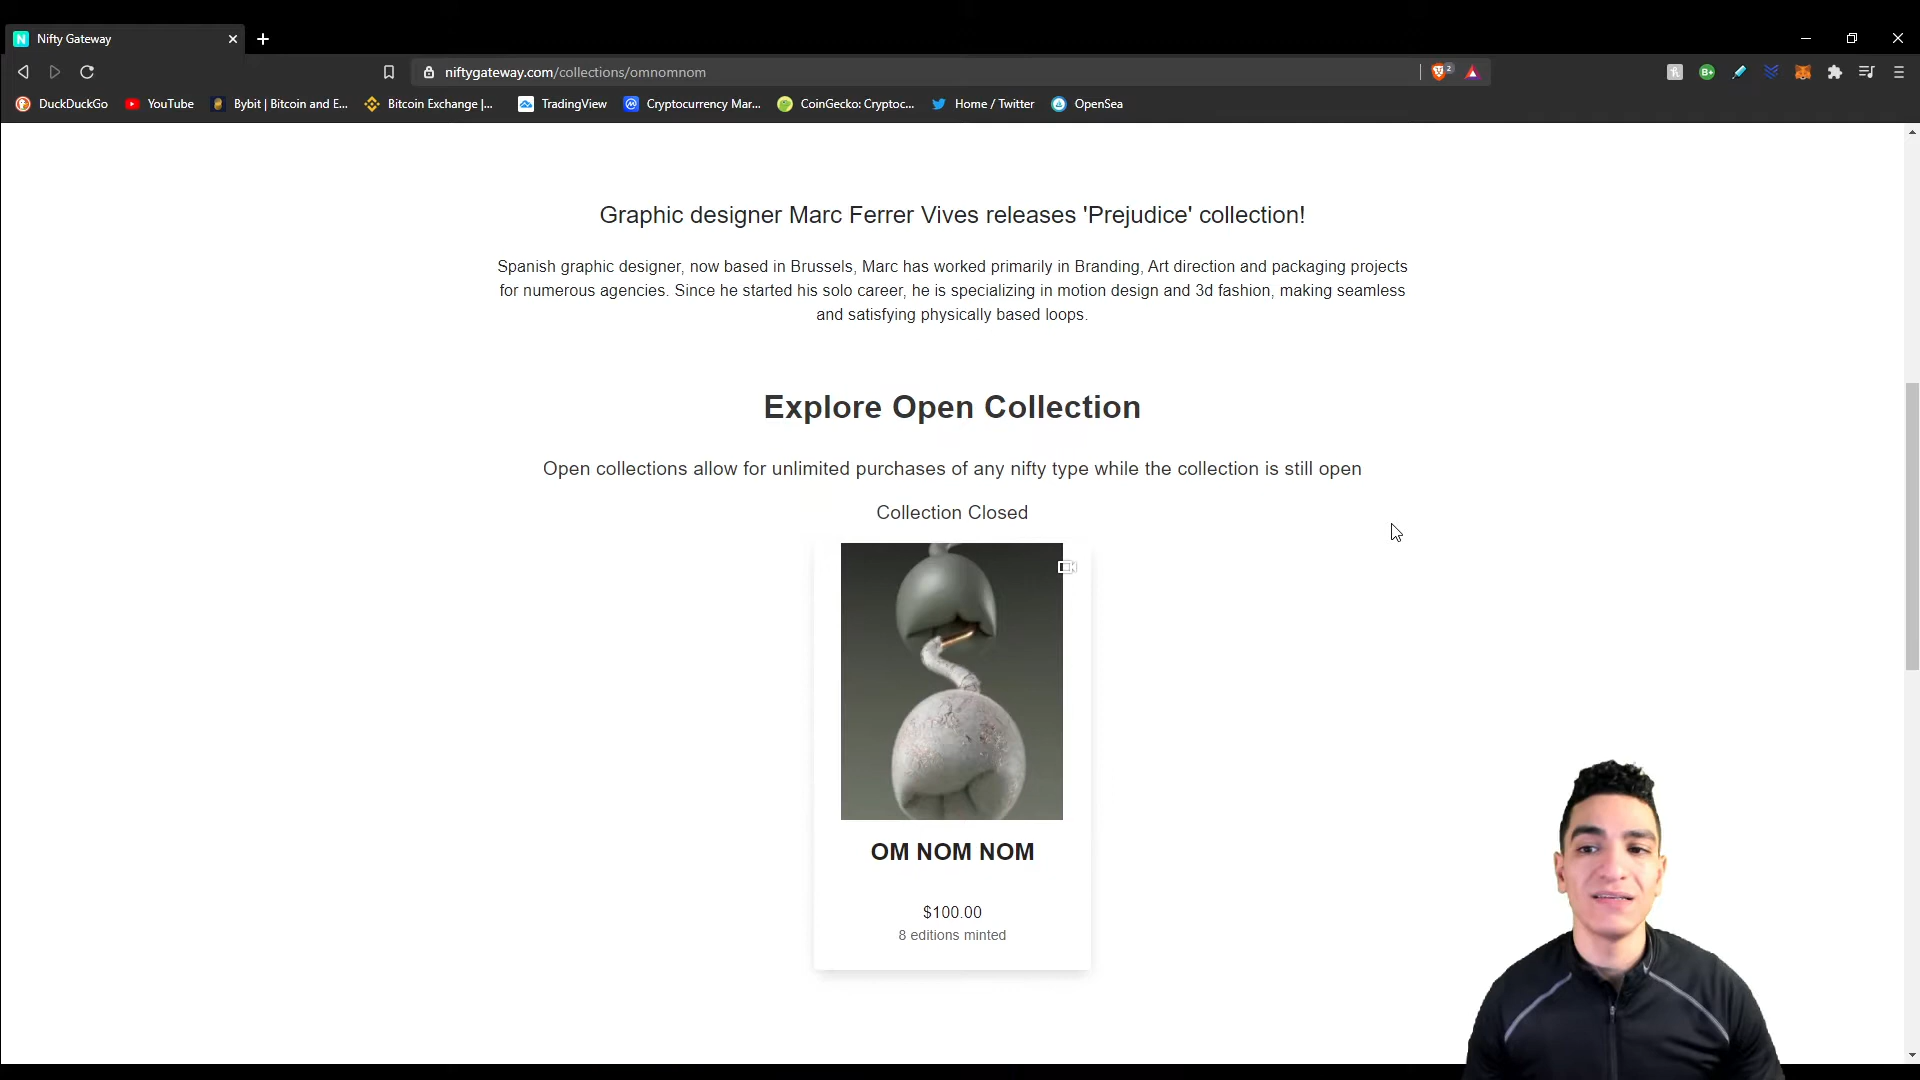 Nifty Gateway
niftygateway.com/collections/omnomnom
2
DuckDuckGo YouTube Bybit | Bitcoin and E... Bitcoin Exchange |... TradingView Cryptocurrency Mar... CoinGecko: Cryptoc... Home / Twitter OpenSea
Graphic designer Marc Ferrer Vives releases 'Prejudice' collection!
Spanish graphic designer, now based in Brussels, Marc has worked primarily in Branding, Art direction and packaging projects
for numerous agencies. Since he started his solo career, he is specializing in motion design and 3d fashion, making seamless
and satisfying physically based loops.
Explore Open Collection
Open collections allow for unlimited purchases of any nifty type while the collection is still open
Collection Closed
OM NOM NOM
$100.00
8 editions minted